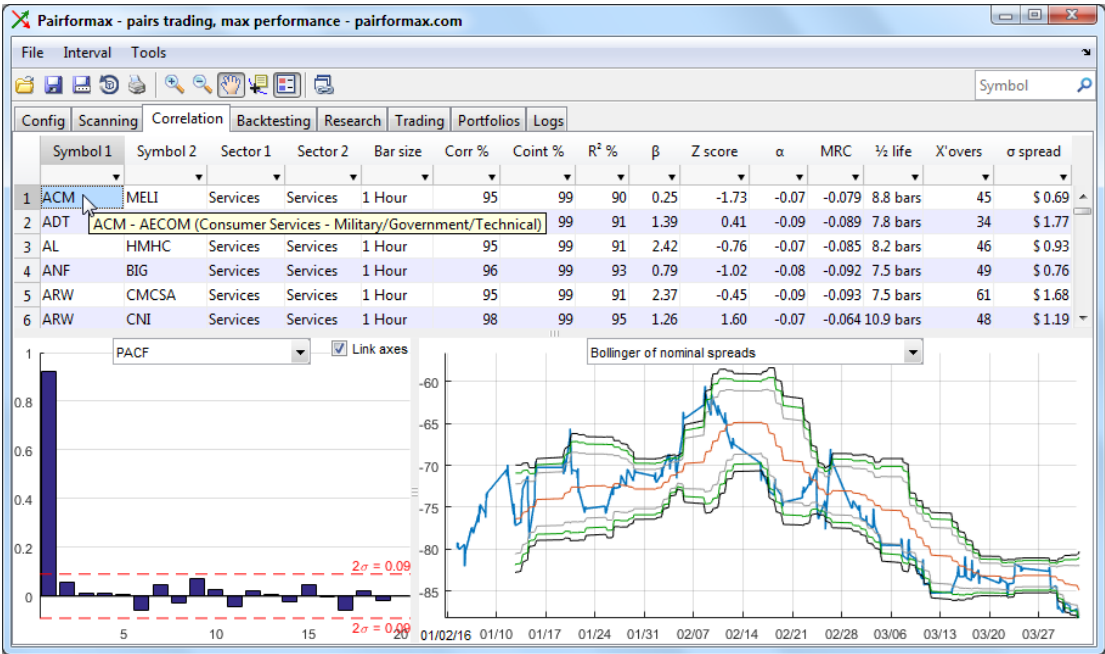 Pairformax - pairs trading, max performance - pairformax.com
File Interval Tools
Symbol
Config Scanning Correlation Backtesting Research Trading Portfolios Logs
Symbol 1 Symbol 2 Sector 1 Sector 2 Bar size Corr % Coint % R² % β Z score α MRC ½ life X'overs σ spread
1 ACM MELI Services Services 1 Hour 95 99 90 0.25 -1.73 -0.07 -0.079 8.8 bars 45 $ 0.69
2 ADT 99 91 1.39 0.41 -0.09 -0.089 7.8 bars 34 $ 1.77
ACM - AECOM (Consumer Services - Military/Government/Technical)
3 AL HMHC Services Services 1 Hour 95 99 91 2.42 -0.76 -0.07 -0.085 8.2 bars 46 $ 0.93
4 ANF BIG Services Services 1 Hour 96 99 93 0.79 -1.02 -0.08 -0.092 7.5 bars 49 $ 0.76
5 ARW CMCSA Services Services 1 Hour 95 99 91 2.37 -0.45 -0.09 -0.093 7.5 bars 61 $ 1.68
6 ARW CNI Services Services 1 Hour 98 99 95 1.26 1.60 -0.07 -0.064 10.9 bars 48 $ 1.19
PACF
Link axes
1
0.8
0.6
0.4
0.2
0
2σ = 0.09
2σ = 0.09
5 10 15 20
Bollinger of nominal spreads
-60
-65
-70
-75
-80
-85
01/02/16 01/10 01/17 01/24 01/31 02/07 02/14 02/21 02/28 03/06 03/13 03/20 03/27